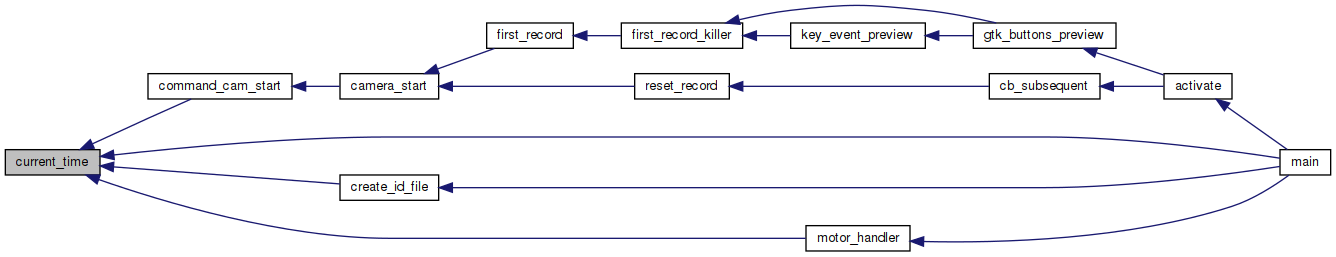 first_record
first_record_killer
key_event_preview
gtk_buttons_preview
command_cam_start
camera_start
reset_record
cb_subsequent
activate
current_time
main
create_id_file
motor_handler